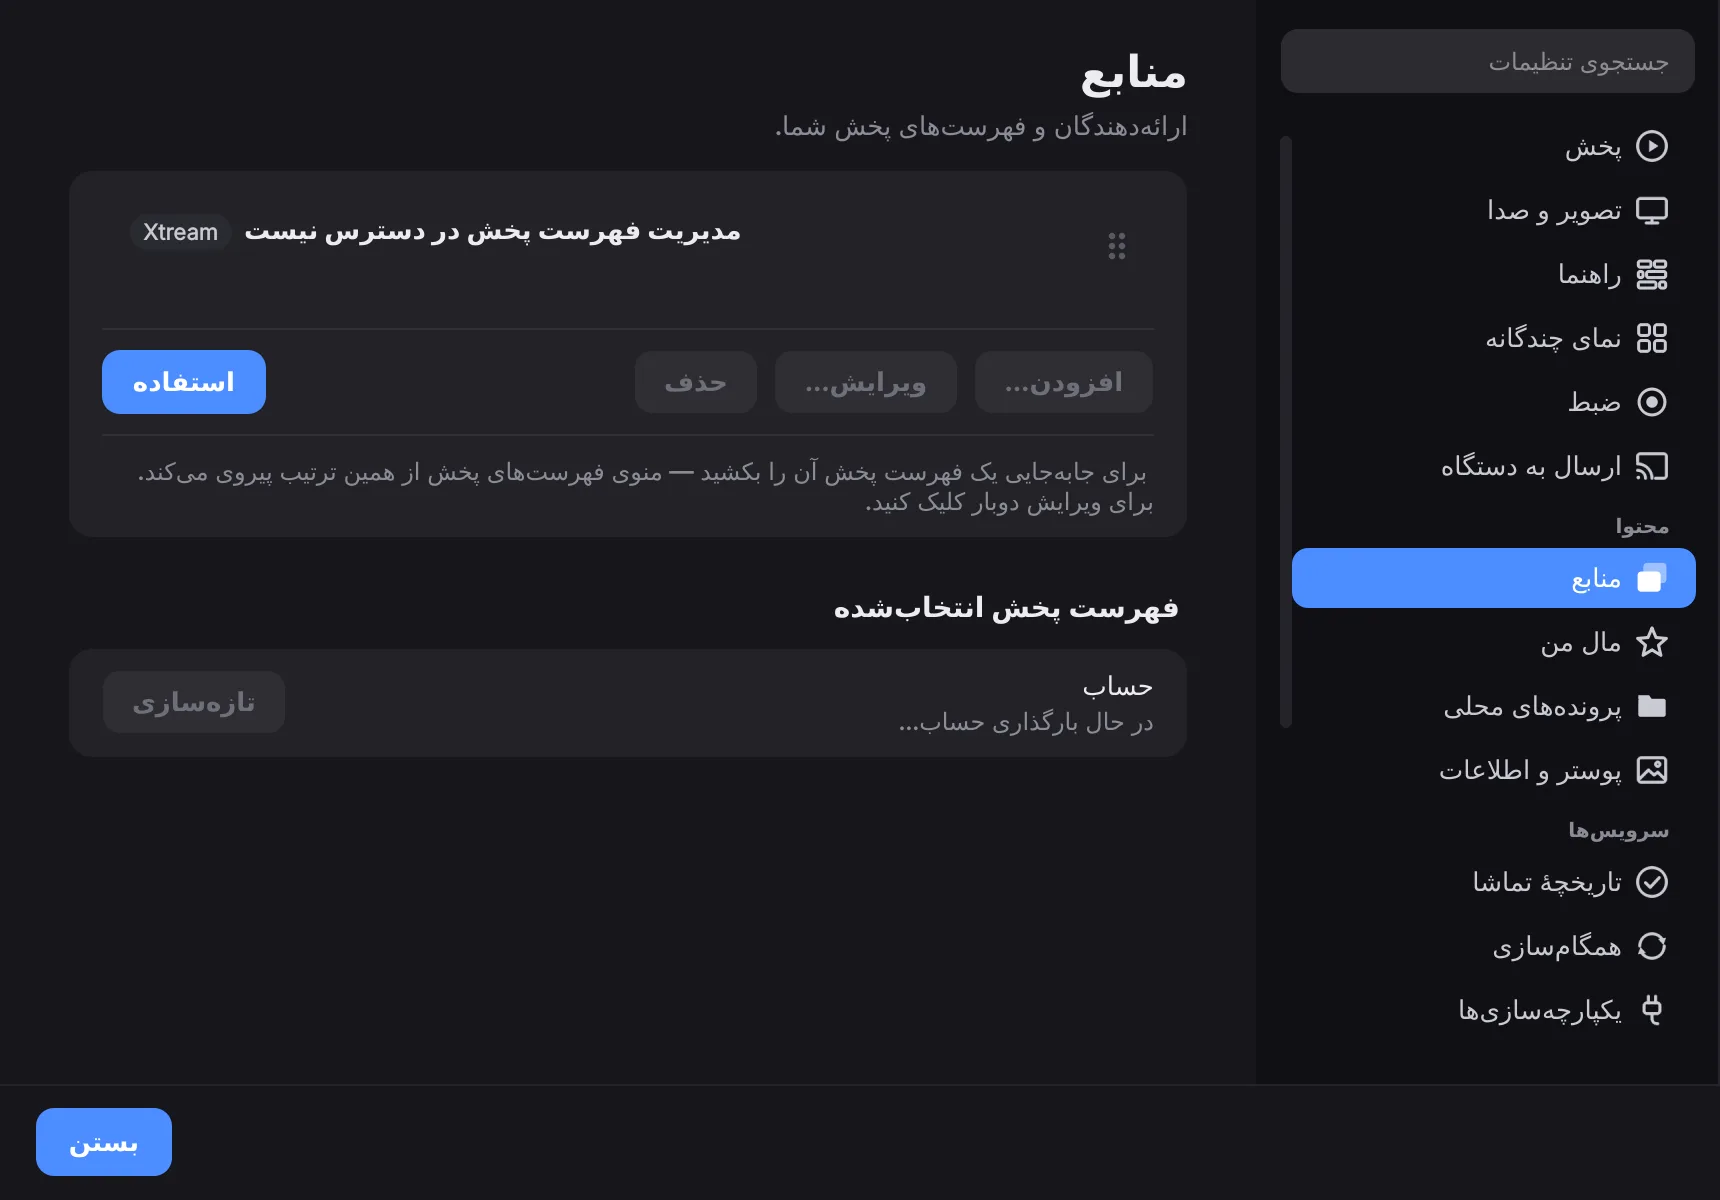 جستجوی تنظیمات
پخش
تصویر و صدا
راهنما
نمای چندگانه
ضبط
ارسال به دستگاه
محتوا
منابع
مال من
پرونده‌های محلی
پوستر و اطلاعات
سرویس‌ها
تاریخچهٔ تماشا
همگام‌سازی
یکپارچه‌سازی‌ها
منابع
ارائه‌دهندگان و فهرست‌های پخش شما.
مدیریت فهرست پخش در دسترس نیست Xtream
افزودن... ویرایش... حذف استفاده
برای جابه‌جایی یک فهرست پخش آن را بکشید — منوی فهرست‌های پخش از همین ترتیب پیروی می‌کند.
برای ویرایش دوبار کلیک کنید.
فهرست پخش انتخاب‌شده
حساب
در حال بارگذاری حساب...
تازه‌سازی
بستن